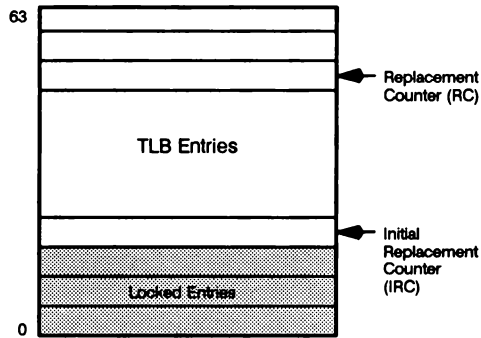 63
Replacement
Counter (RC)
TLB Entries
Initial
Replacement
Counter
(IRC)
Locked Entries
0